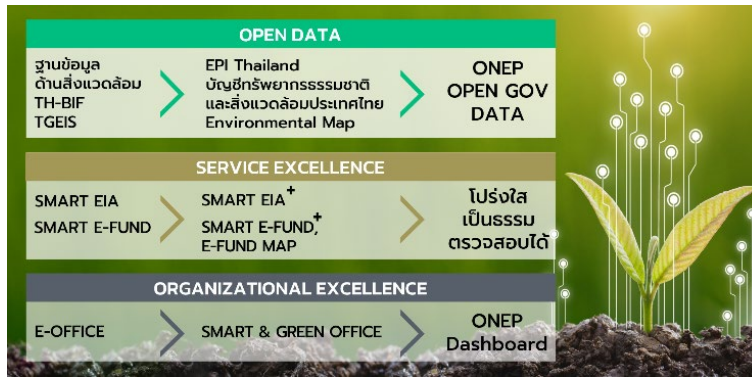 OPEN DATA
ฐานข้อมูล
ด้านสิ่งแวดล้อม
TH-BIF
TGEIS
EPI Thailand
บัญชีทรัพยากรธรรมชาติ
และสิ่งแวดล้อมประเทศไทย
Environmental Map
ONEP
OPEN GOV
DATA
SERVICE EXCELLENCE
SMART EIA
SMART E-FUND
SMART EIA+
SMART E-FUND,+
E-FUND MAP
โปร่งใส
เป็นธรรม
ตรวจสอบได้
ORGANIZATIONAL EXCELLENCE
E-OFFICE
SMART & GREEN OFFICE
ONEP
Dashboard